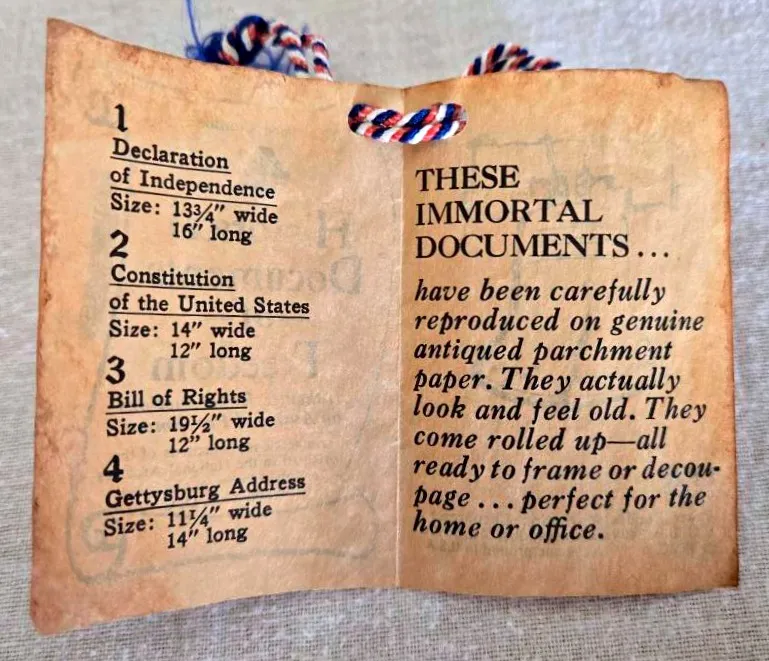 1
Declaration
of Independence
Size: 13¾" wide
16" long
2
Constitution
of the United States
Size: 14" wide
12" long
3
Bill of Rights
Size: 19½" wide
12" long
4
Gettysburg Address
Size: 11¼" wide
14" long
THESE
IMMORTAL
DOCUMENTS...
have been carefully
reproduced on genuine
antiqued parchment
paper. They actually
look and feel old. They
come rolled up—all
ready to frame or decou-
page...perfect for the
home or office.